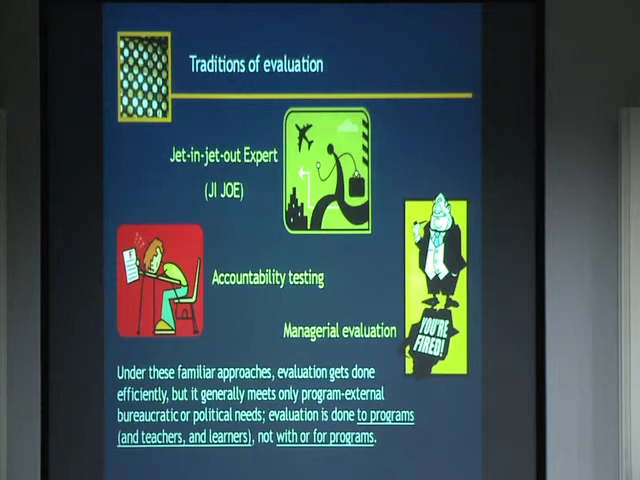 Traditions of evaluation
Jet-in-jet-out Expert
(JI JOE)
F
Accountability testing
Managerial evaluation
YOU'RE
FIRED!
Under these familiar approaches, evaluation gets done
efficiently, but it generally meets only program-external
bureaucratic or political needs; evaluation is done to programs
(and teachers, and learners), not with or for programs.